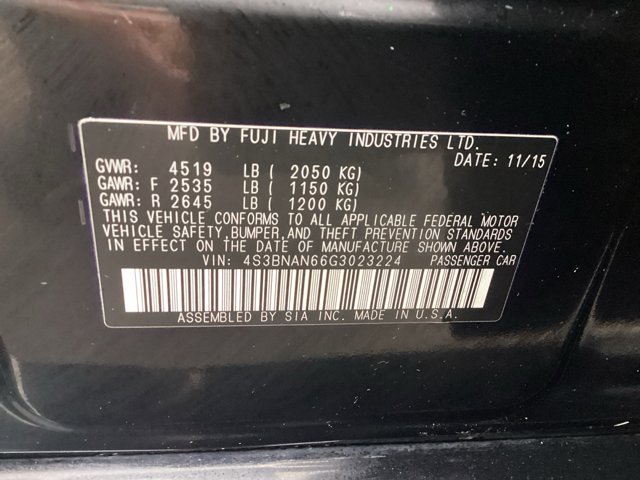 MFD BY FUJI HEAVY INDUSTRIES LTD.
DATE: 11/15
GVWR: 4519 LB ( 2050 KG)
GAWR: F 2535 LB ( 1150 KG)
GAWR: R 2645 LB ( 1200 KG)
THIS VEHICLE CONFORMS TO ALL APPLICABLE FEDERAL MOTOR
VEHICLE SAFETY, BUMPER, AND THEFT PREVENTION STANDARDS
IN EFFECT ON THE DATE OF MANUFACTURE SHOWN ABOVE.
VIN: 4S3BNAN66G3023224 PASSENGER CAR
ASSEMBLED BY SIA INC. MADE IN U.S.A.